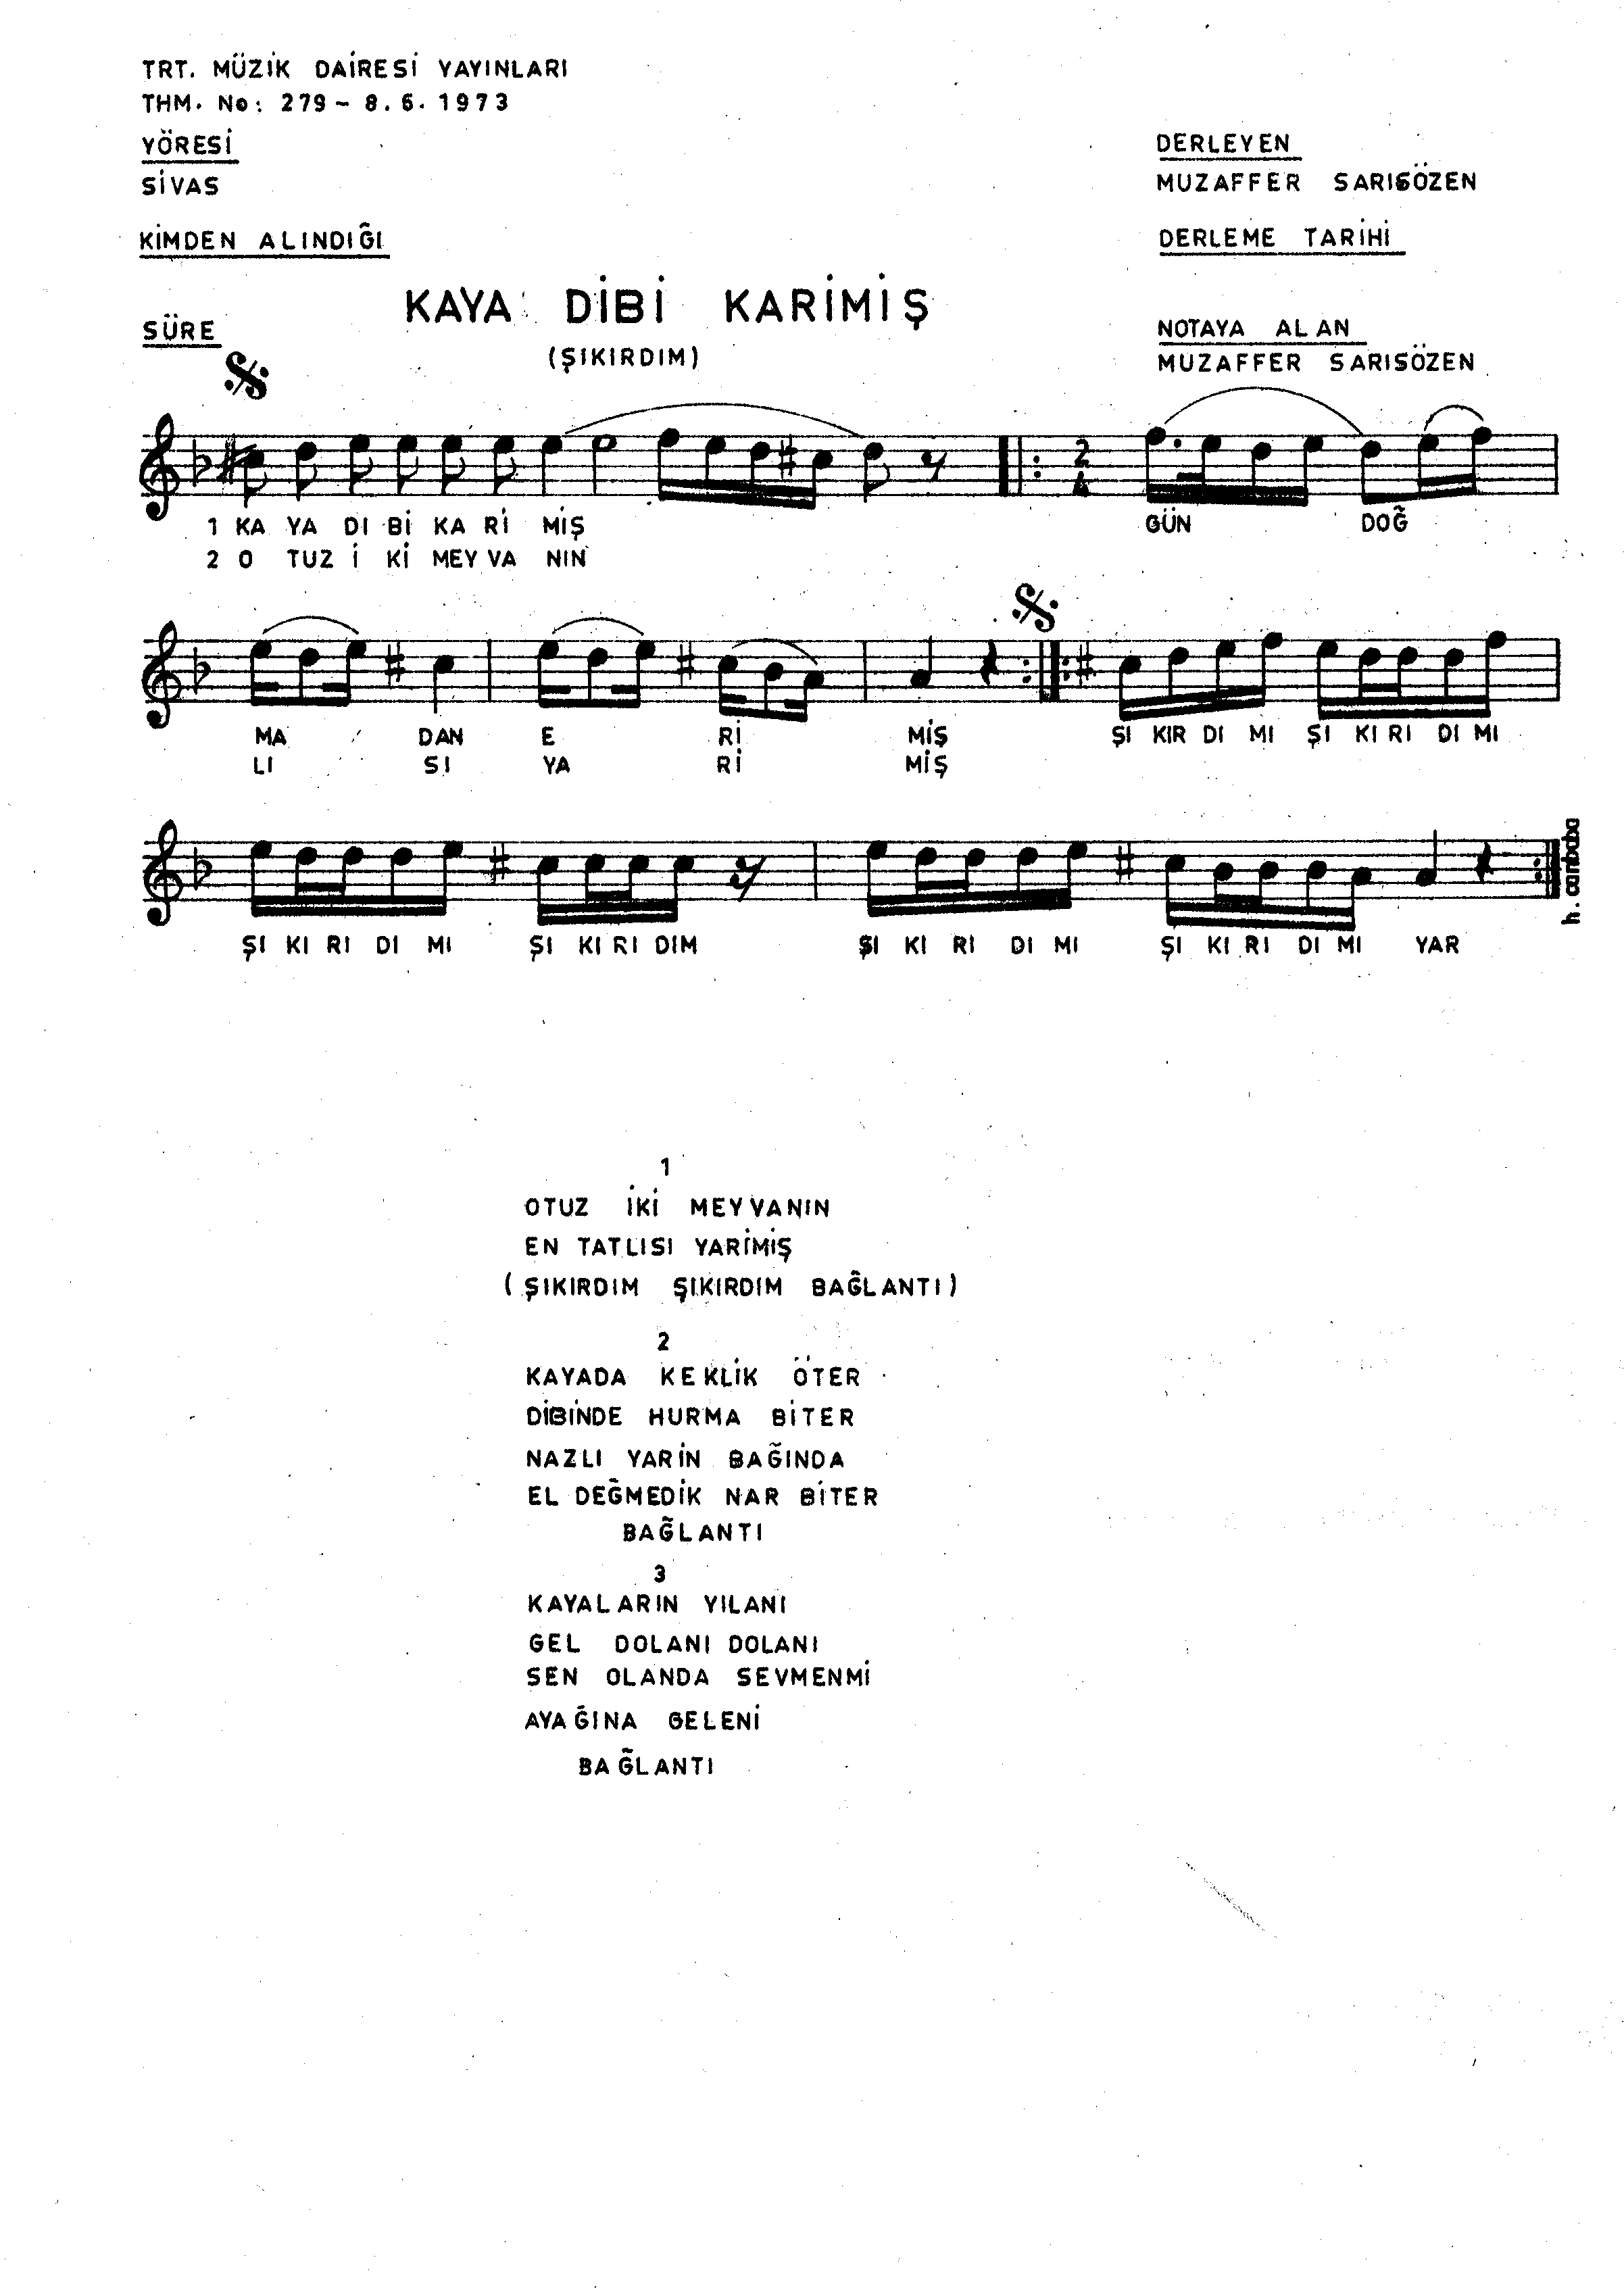 TRT. MÜZİK DAİRESİ YAYINLARI
THM. No: 279 – 8.6.1973
YÖRESİ
SİVAS
DERLEYEN
MUZAFFER SARISÖZEN
KİMDEN ALINDIĞI
DERLEME TARİHİ
KAYA DİBİ KARİMİŞ
(ŞIKIRDIM)
SÜRE
NOTAYA ALAN
MUZAFFER SARISÖZEN
2
4
1 KA YA DI Bİ KA Rİ MİŞ GÜN DOĞ
2 O TUZ İ Kİ MEY VA NIN
MA DAN E Rİ MİŞ ŞI KIR DI MI ŞI KI RI DI MI
LI SI YA Rİ MİŞ
ŞI KI RI DI MI ŞI KI RI DIM ŞI KI RI DI MI ŞI KI RI DI MI YAR
h. cambda
1
OTUZ İKİ MEYVANIN
EN TATLISI YARİMİŞ
(ŞIKIRDIM ŞIKIRDIM BAĞLANTI)
2
KAYADA KEKLİK ÖTER
DİBİNDE HURMA BİTER
NAZLI YARİN BAĞINDA
EL DEĞMEDİK NAR BİTER
BAĞLANTI
3
KAYALARIN YILANI
GEL DOLANI DOLANI
SEN OLANDA SEVMENMİ
AYAĞINA GELENİ
BAĞLANTI